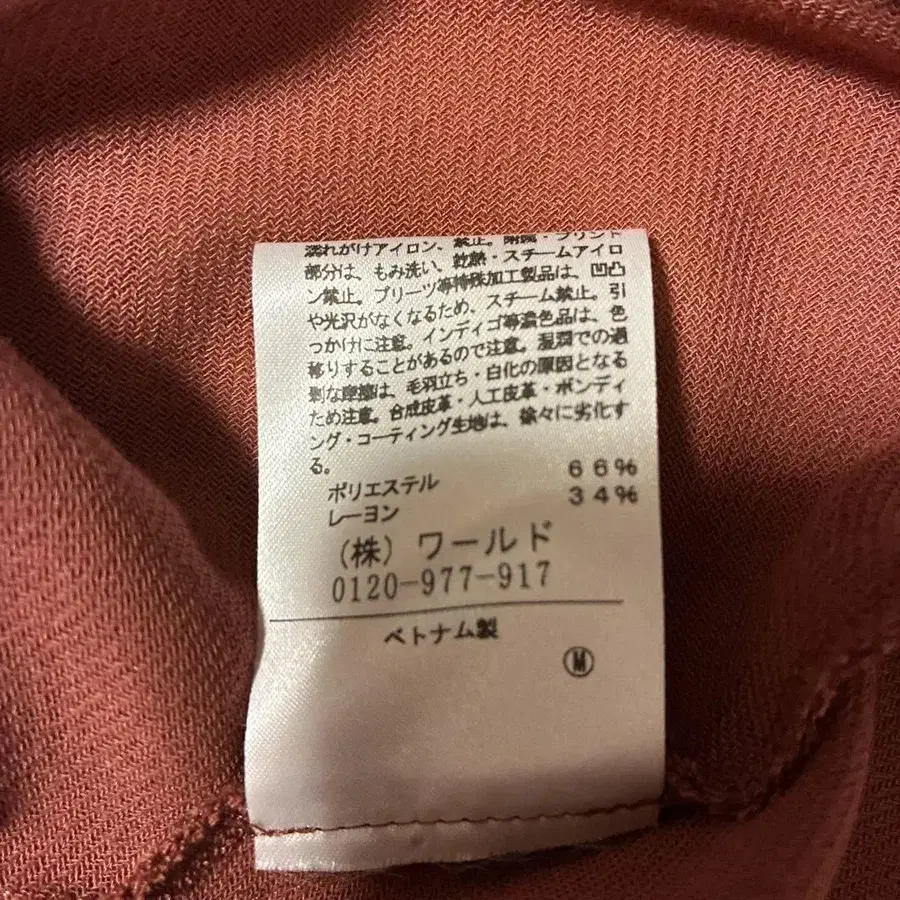 濡れがけアイロン、禁止。附属・プリント
部分は、もみ洗い、乾熱・スチームアイロ
ン禁止。プリーツ等特殊加工製品は、凹凸
や光沢がなくなるため、スチーム禁止。引
っかけに注意。インディゴ等濃色品は、色
移りすることがあるので注意。湿潤での過
剰な摩擦は、毛羽立ち・白化の原因となる
ため注意。合成皮革・人工皮革・ボンディ
ング・コーティング生地は、徐々に劣化す
る。
ポリエステル 66%
レーヨン 34%
(株) ワールド
0120-977-917
ベトナム製
Ⓜ